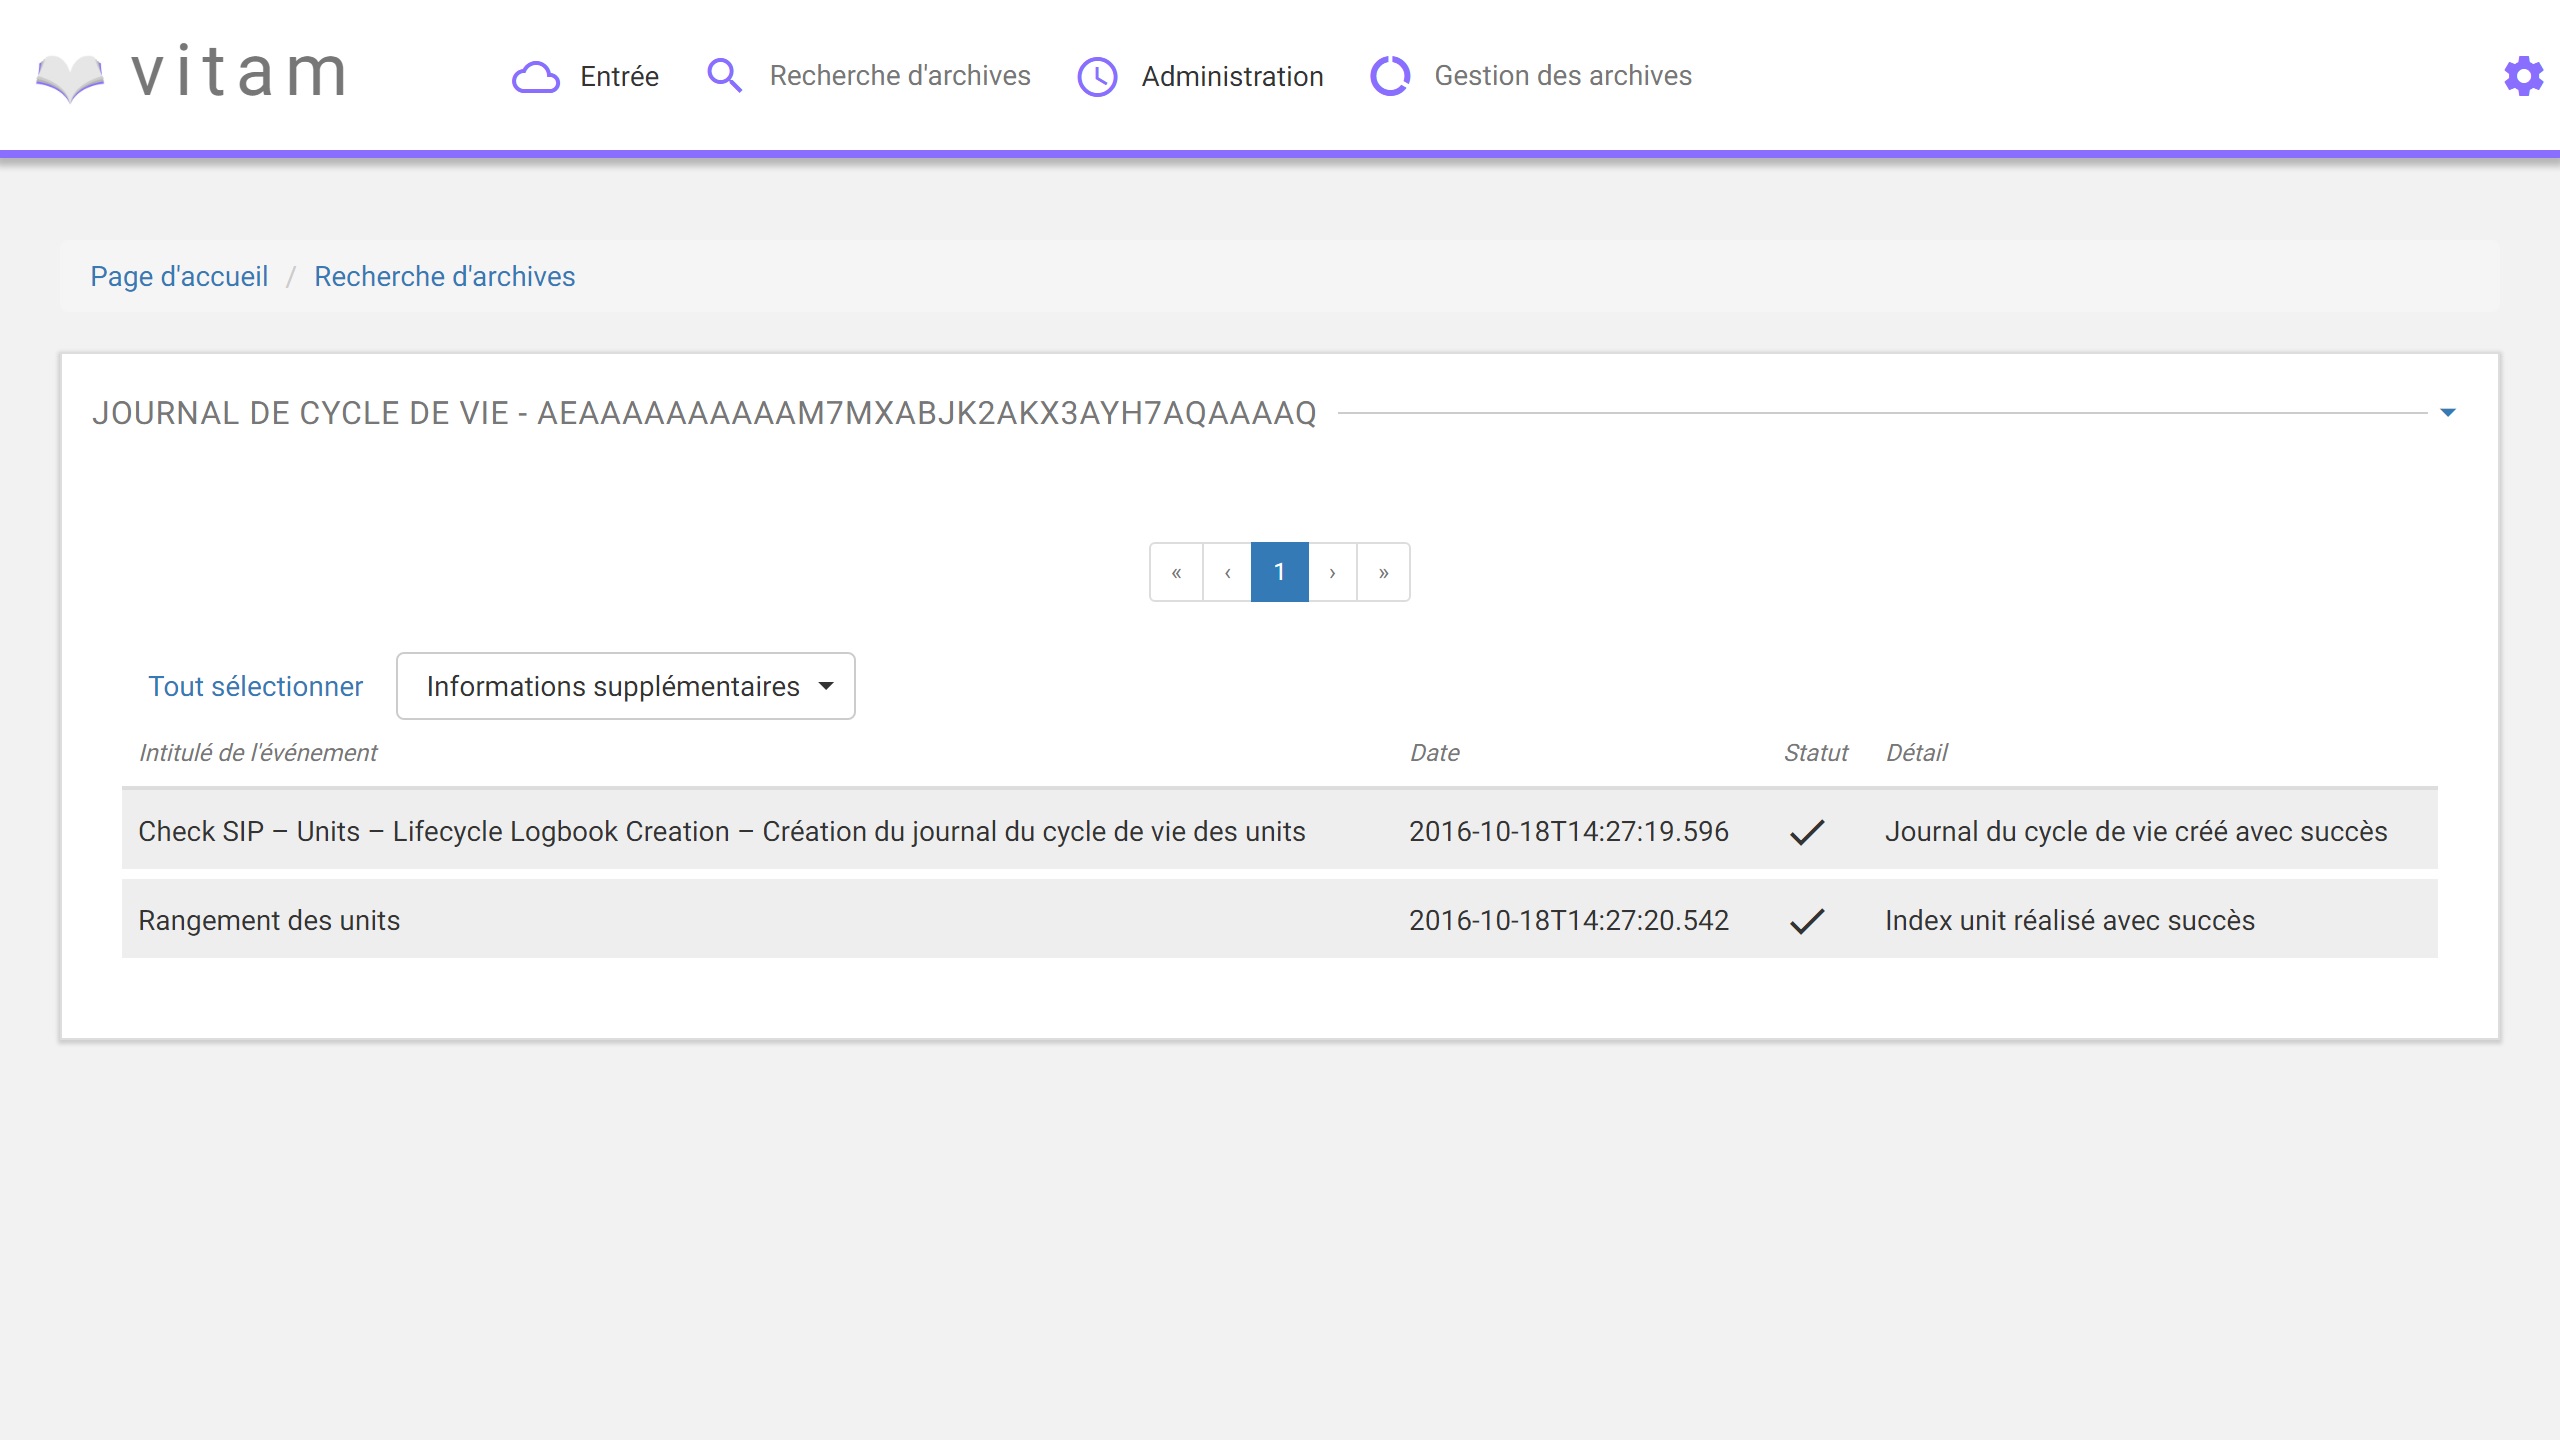 vitam Entrée Recherche d'archives Administration Gestion des archives
Page d'accueil / Recherche d'archives
JOURNAL DE CYCLE DE VIE - AEAAAAAAAAAAM7MXABJK2AKX3AYH7AQAAAAQ
« ‹ 1 › »
Tout sélectionner Informations supplémentaires
Intitulé de l'événement Date Statut Détail
Check SIP – Units – Lifecycle Logbook Creation – Création du journal du cycle de vie des units 2016-10-18T14:27:19.596 Journal du cycle de vie créé avec succès
Rangement des units 2016-10-18T14:27:20.542 Index unit réalisé avec succès